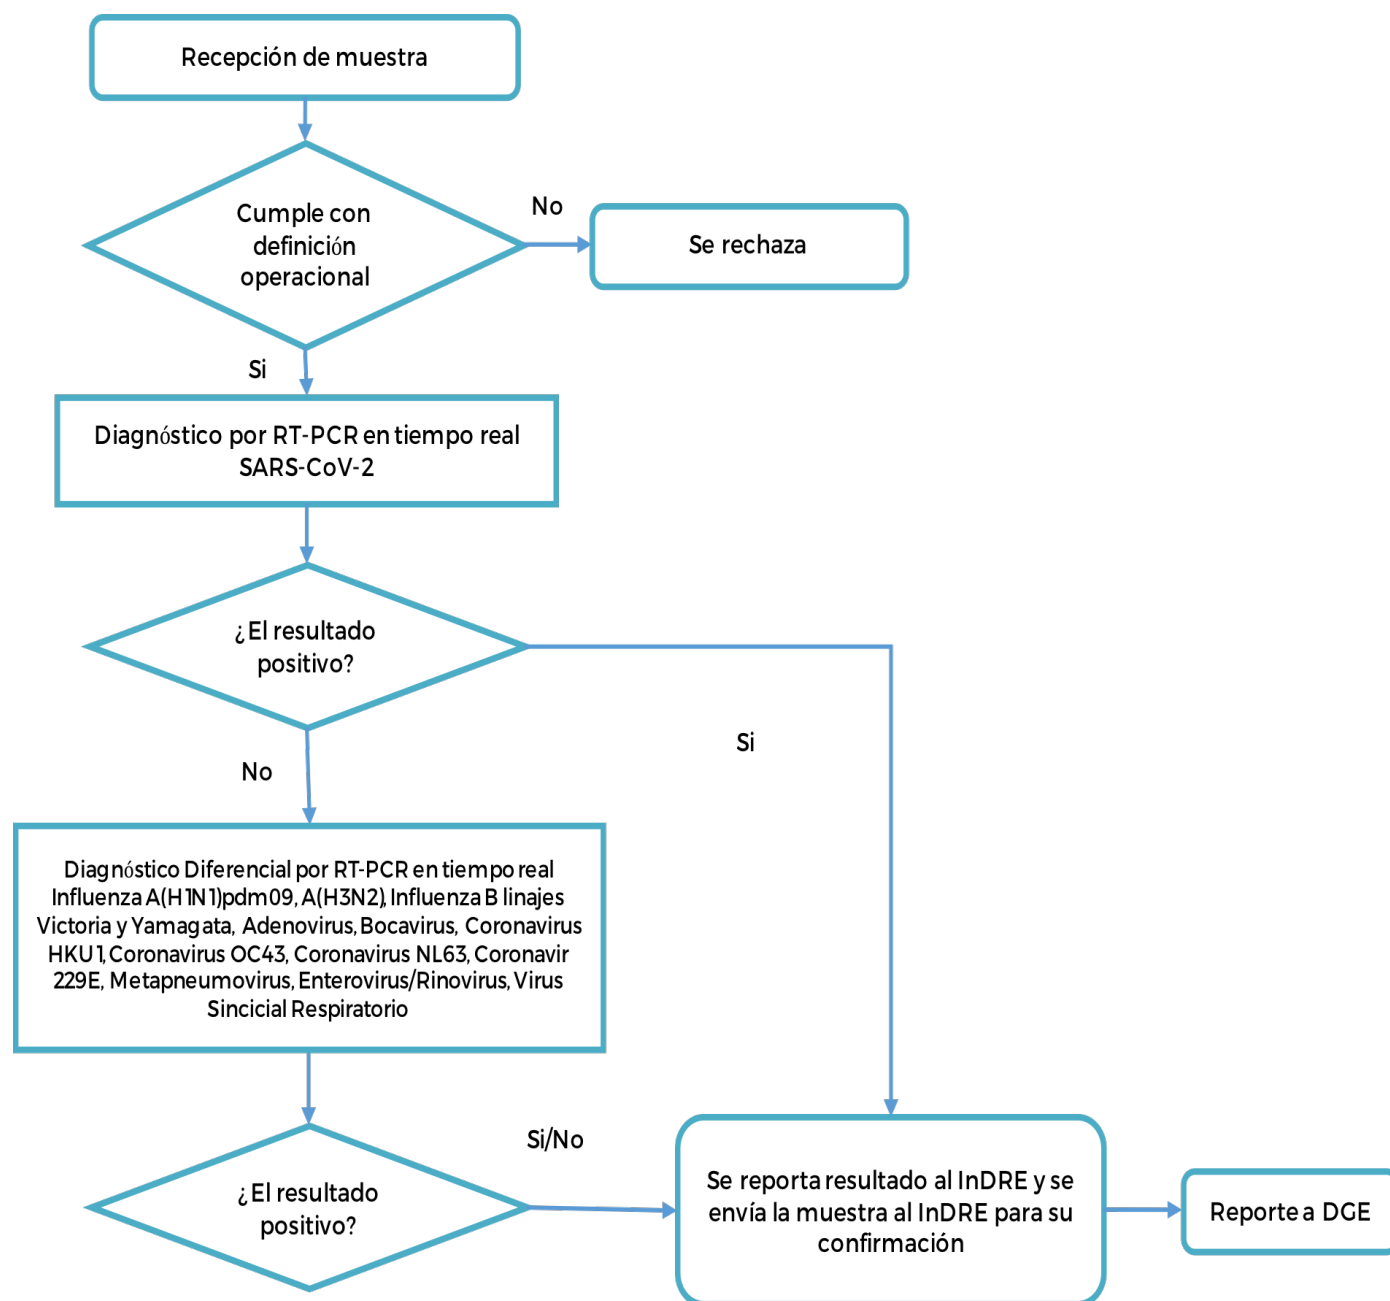 Recepción de muestra
Cumple con
definición
operacional
No
Se rechaza
Si
Diagnóstico por RT-PCR en tiempo real
SARS-CoV-2
¿El resultado
positivo?
Si
No
Diagnóstico Diferencial por RT-PCR en tiempo real
Influenza A(H1N1)pdm09, A(H3N2), Influenza B linajes
Victoria y Yamagata, Adenovirus, Bocavirus, Coronavirus
HKU1, Coronavirus OC43, Coronavirus NL63, Coronavir
229E, Metapneumovirus, Enterovirus/Rinovirus, Virus
Sincicial Respiratorio
Si/No
¿El resultado
positivo?
Se reporta resultado al InDRE y se
envía la muestra al InDRE para su
confirmación
Reporte a DGE